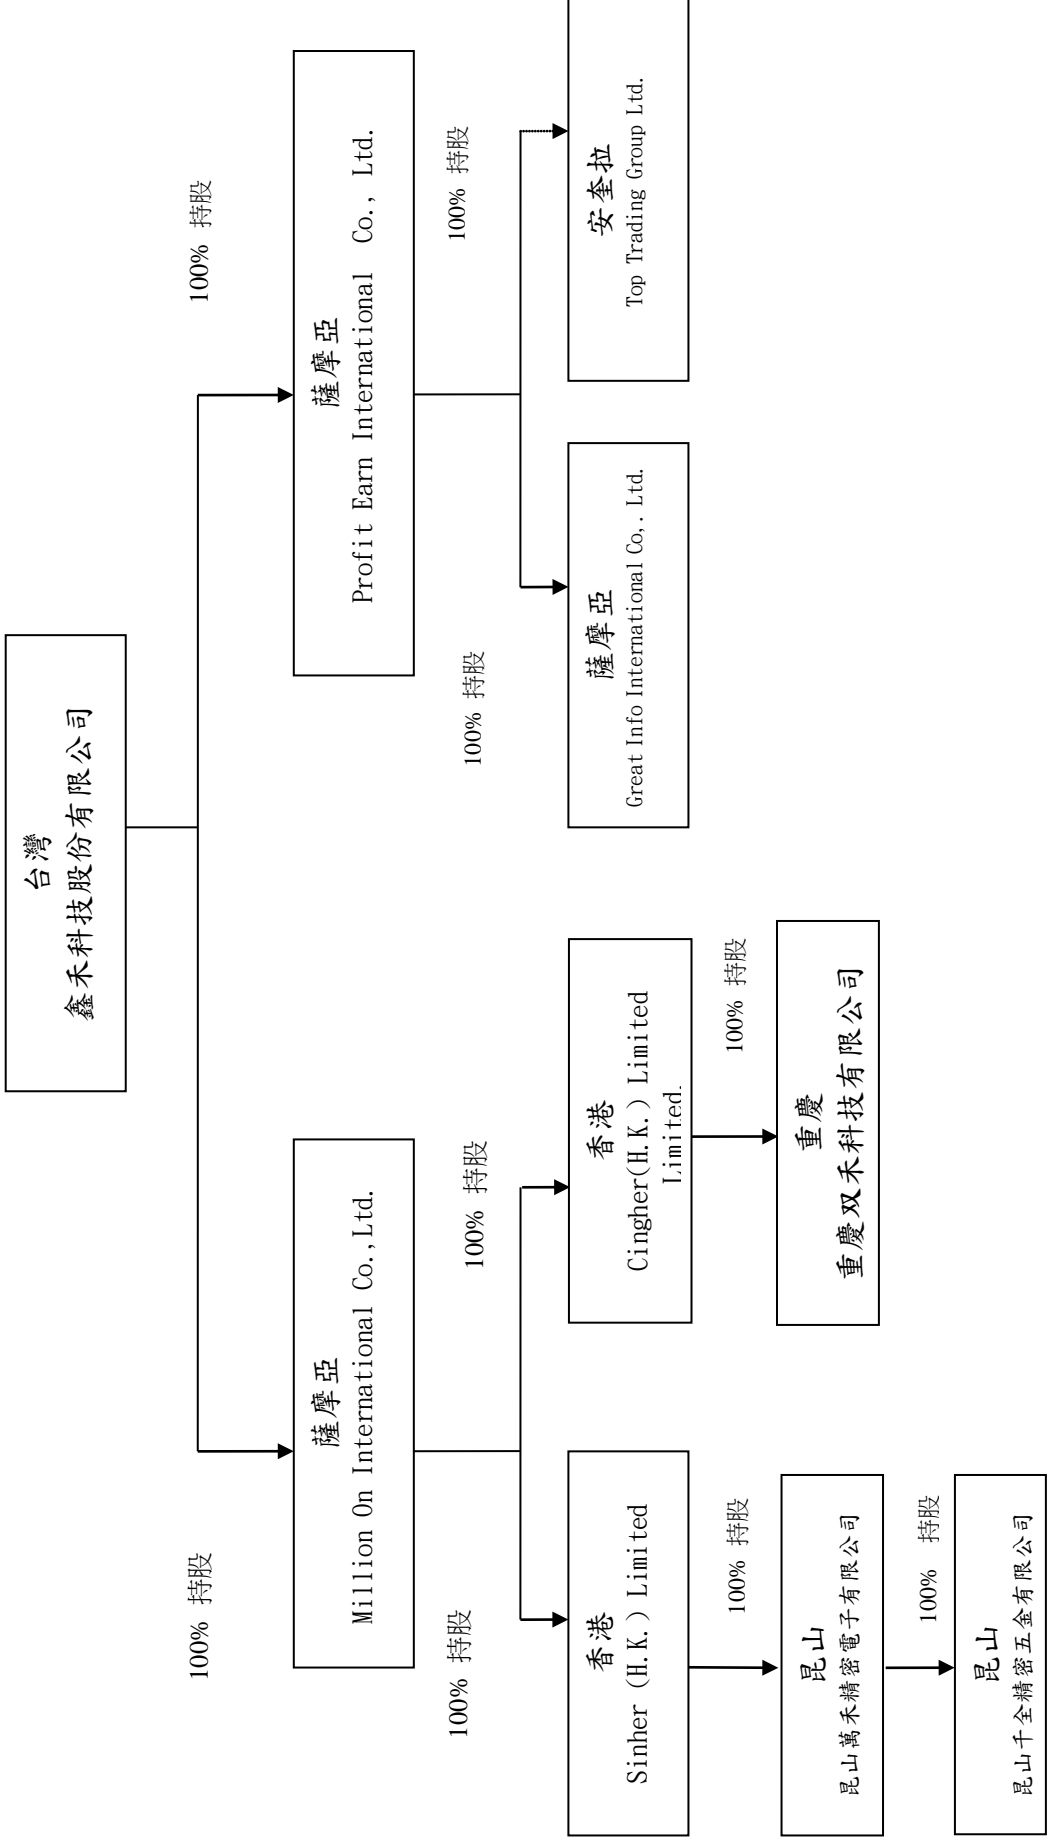 台灣
鑫禾科技股份有限公司
100% 持股
100% 持股
薩摩亞
Million On International Co.,Ltd.
薩摩亞
Profit Earn International Co., Ltd.
100% 持股
100% 持股
100% 持股
100% 持股
香港
Sinher (H.K.) Limited
香港
Cingher(H.K.) Limited
Limited.
薩摩亞
Great Info International Co,. Ltd.
安奎拉
Top Trading Group Ltd.
100% 持股
100% 持股
昆山
昆山萬禾精密電子有限公司
重慶
重慶双禾科技有限公司
100% 持股
昆山
昆山千全精密五金有限公司